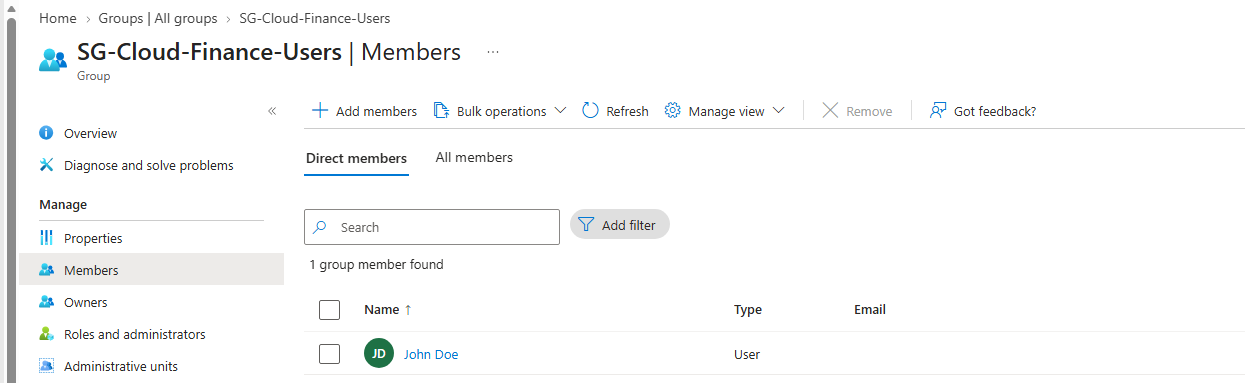 Home > Groups | All groups > SG-Cloud-Finance-Users
SG-Cloud-Finance-Users | Members ...
Group
«
Add members Bulk operations Refresh Manage view Remove Got feedback?
Overview
Diagnose and solve problems
Manage
Properties
Members
Owners
Roles and administrators
Administrative units
Direct members All members
Search Add filter
1 group member found
Name ↑ Type Email
JD John Doe User